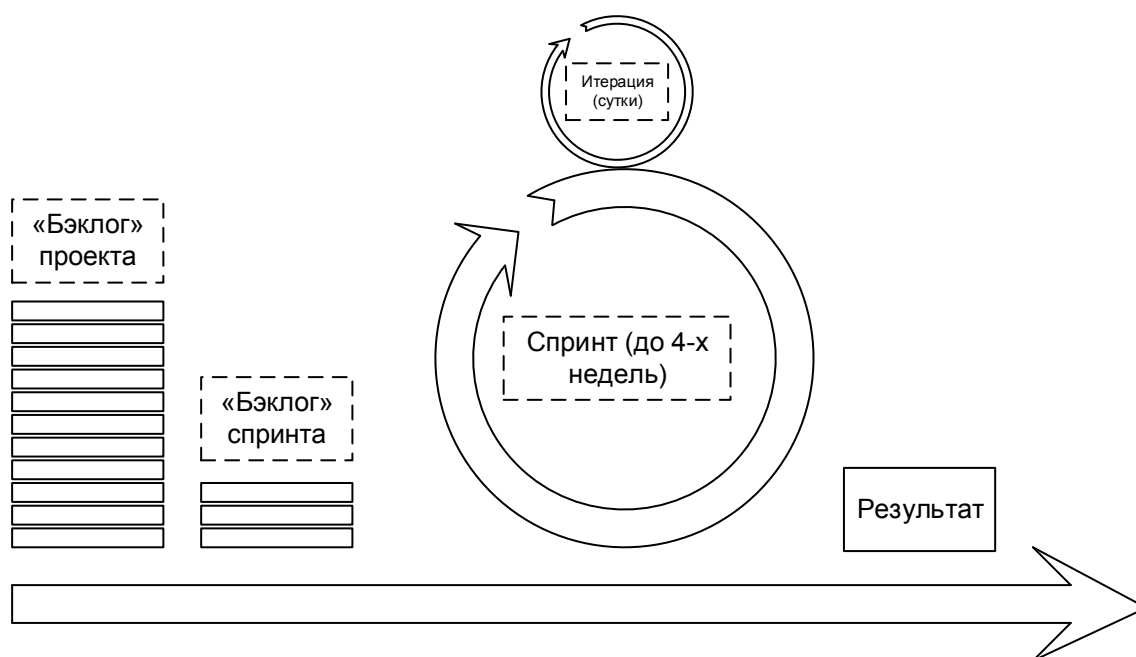 Итерация
(сутки)
«Бэклог»
проекта
Спринт (до 4-х
недель)
«Бэклог»
спринта
Результат